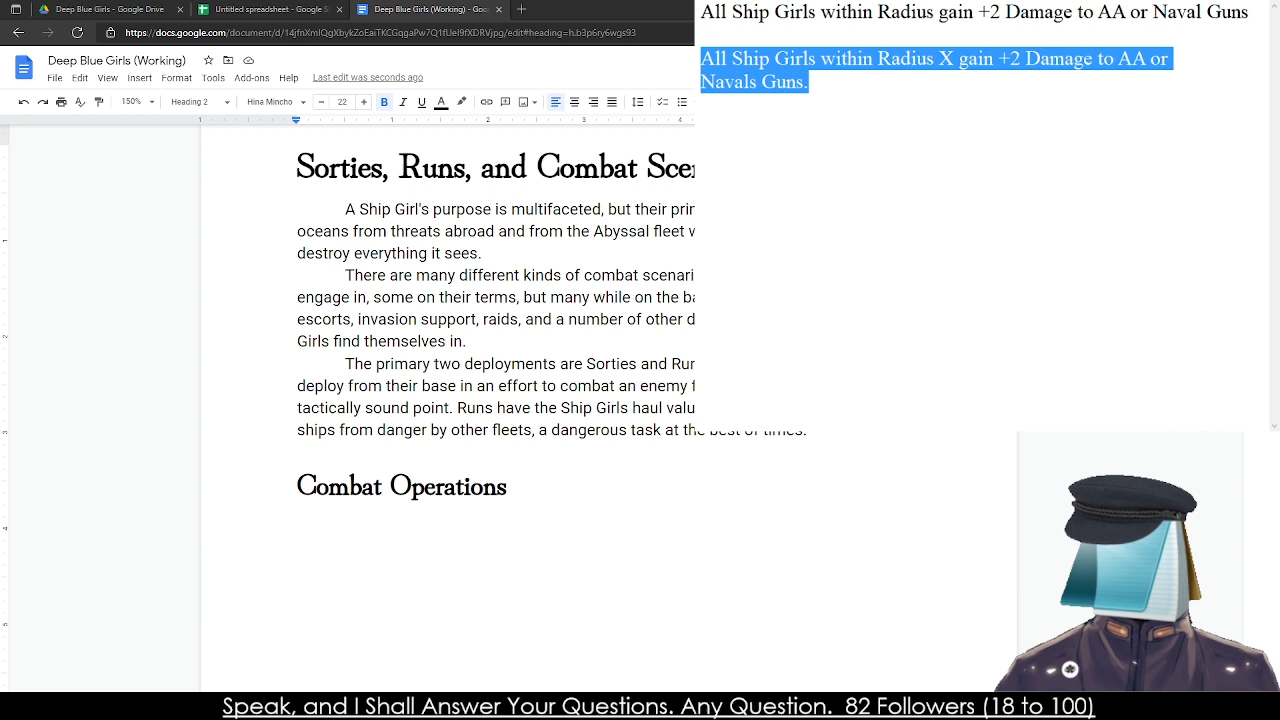 Deep Blue Girls - Google Drive
Untitled spreadsheet - Google S
Deep Blue Girls (Working) - Goo
https://docs.google.com/document/d/14jfnXmIQgXbykZoEaiTKCGqgaPw7Q1fUeI9fXDRVjpg/edit#heading=h.b3p6ry6wgs93
Deep Blue Girls (Working)
File Edit View Insert Format Tools Add-ons Help Last edit was seconds ago
150% Heading 2 Hina Mincho 22
Sorties, Runs, and Combat Scen
A Ship Girl's purpose is multifaceted, but their prim
oceans from threats abroad and from the Abyssal fleet w
destroy everything it sees.
There are many different kinds of combat scenari
engage in, some on their terms, but many while on the ba
escorts, invasion support, raids, and a number of other d
Girls find themselves in.
The primary two deployments are Sorties and Run
deploy from their base in an effort to combat an enemy f
tactically sound point. Runs have the Ship Girls haul valu
ships from danger by other fleets, a dangerous task at the best of times.
Combat Operations
All Ship Girls within Radius gain +2 Damage to AA or Naval Guns
All Ship Girls within Radius X gain +2 Damage to AA or
Navals Guns.
Speak, and I Shall Answer Your Questions. Any Question. 82 Followers (18 to 100)